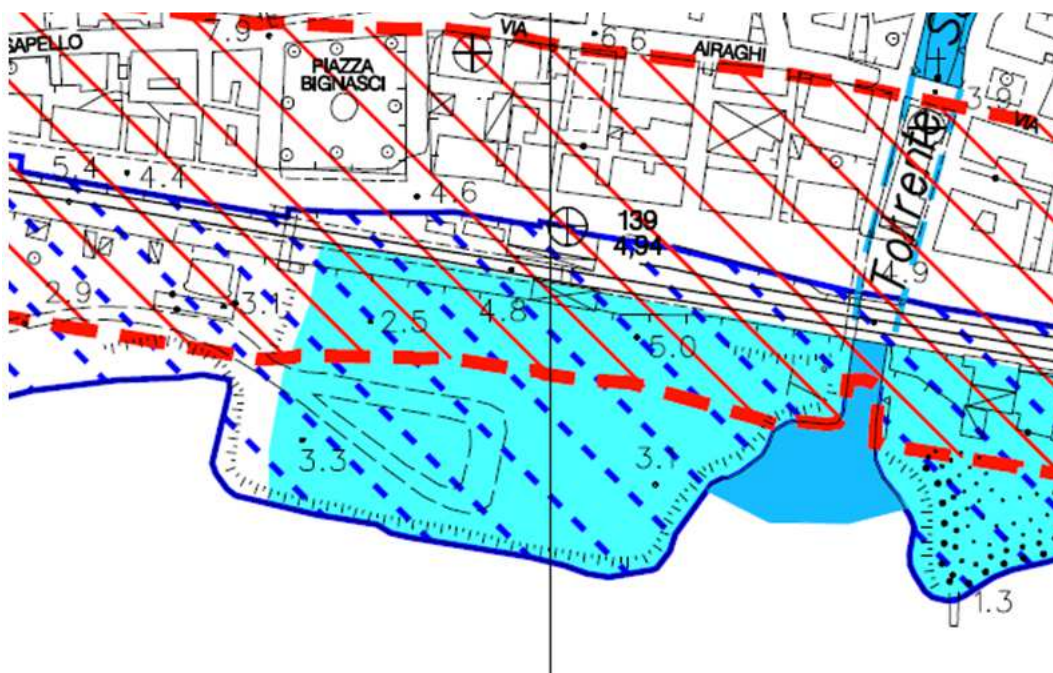 SAPELLO
7.9
PIAZZA
BIGNASCI
VIA
6.6
AIRAGHI
3.9
VIA
Torrente
5.4
4.4
4.6
139
4,94
4.9
2.9
3.1
2.5
4.8
5.0
3.3
3.1
1.3